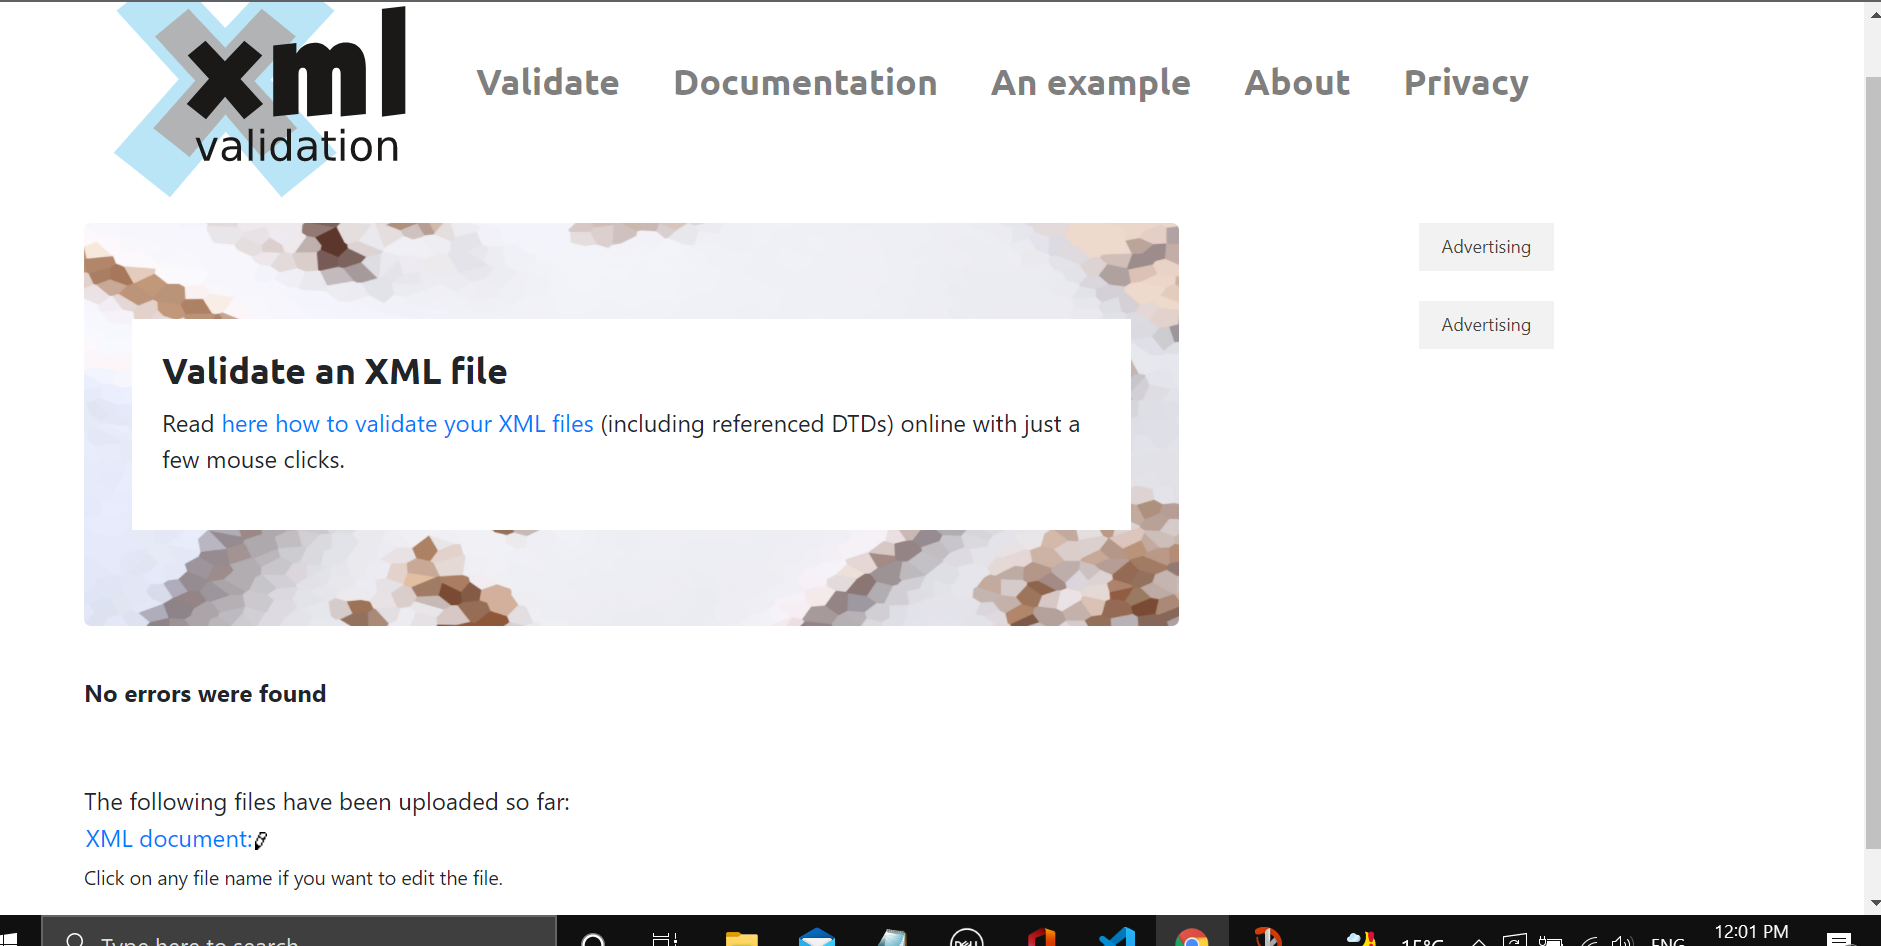 xml
validation
Validate
Documentation
An example
About
Privacy
Advertising
Advertising
Validate an XML file
Read here how to validate your XML files (including referenced DTDs) online with just a
few mouse clicks.
No errors were found
The following files have been uploaded so far:
XML document:
Click on any file name if you want to edit the file.
Type here to search
DELL
15°C
ENG
12:01 PM